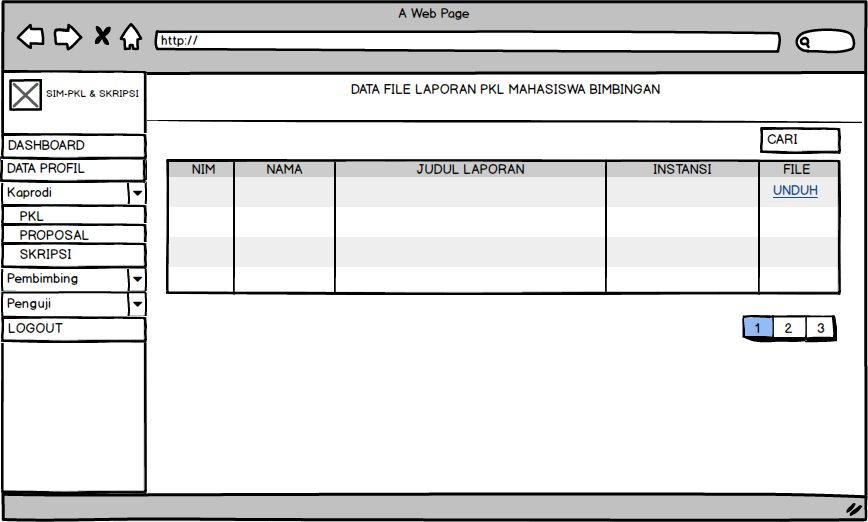 A Web Page
http://
SIM-PKL & SKRIPSI
DATA FILE LAPORAN PKL MAHASISWA BIMBINGAN
DASHBOARD
DATA PROFIL
Kaprodi
PKL
PROPOSAL
SKRIPSI
Pembimbing
Penguji
LOGOUT
CARI
NIM NAMA JUDUL LAPORAN INSTANSI FILE
UNDUH
1 2 3